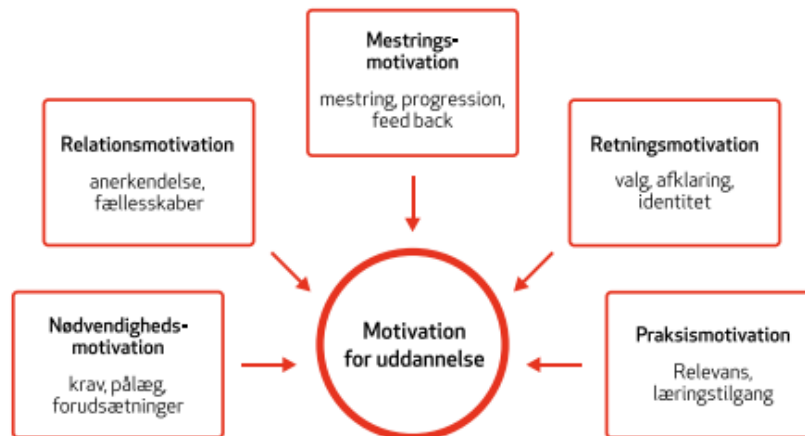 Mestrings-
motivation
mestring, progression,
feed back
Relationsmotivation
anerkendelse,
fællesskaber
Retningsmotivation
valg, afklaring,
identitet
Nødvendigheds-
motivation
krav, pålæg,
forudsætninger
Motivation
for uddannelse
Praksismotivation
Relevans,
læringstilgang